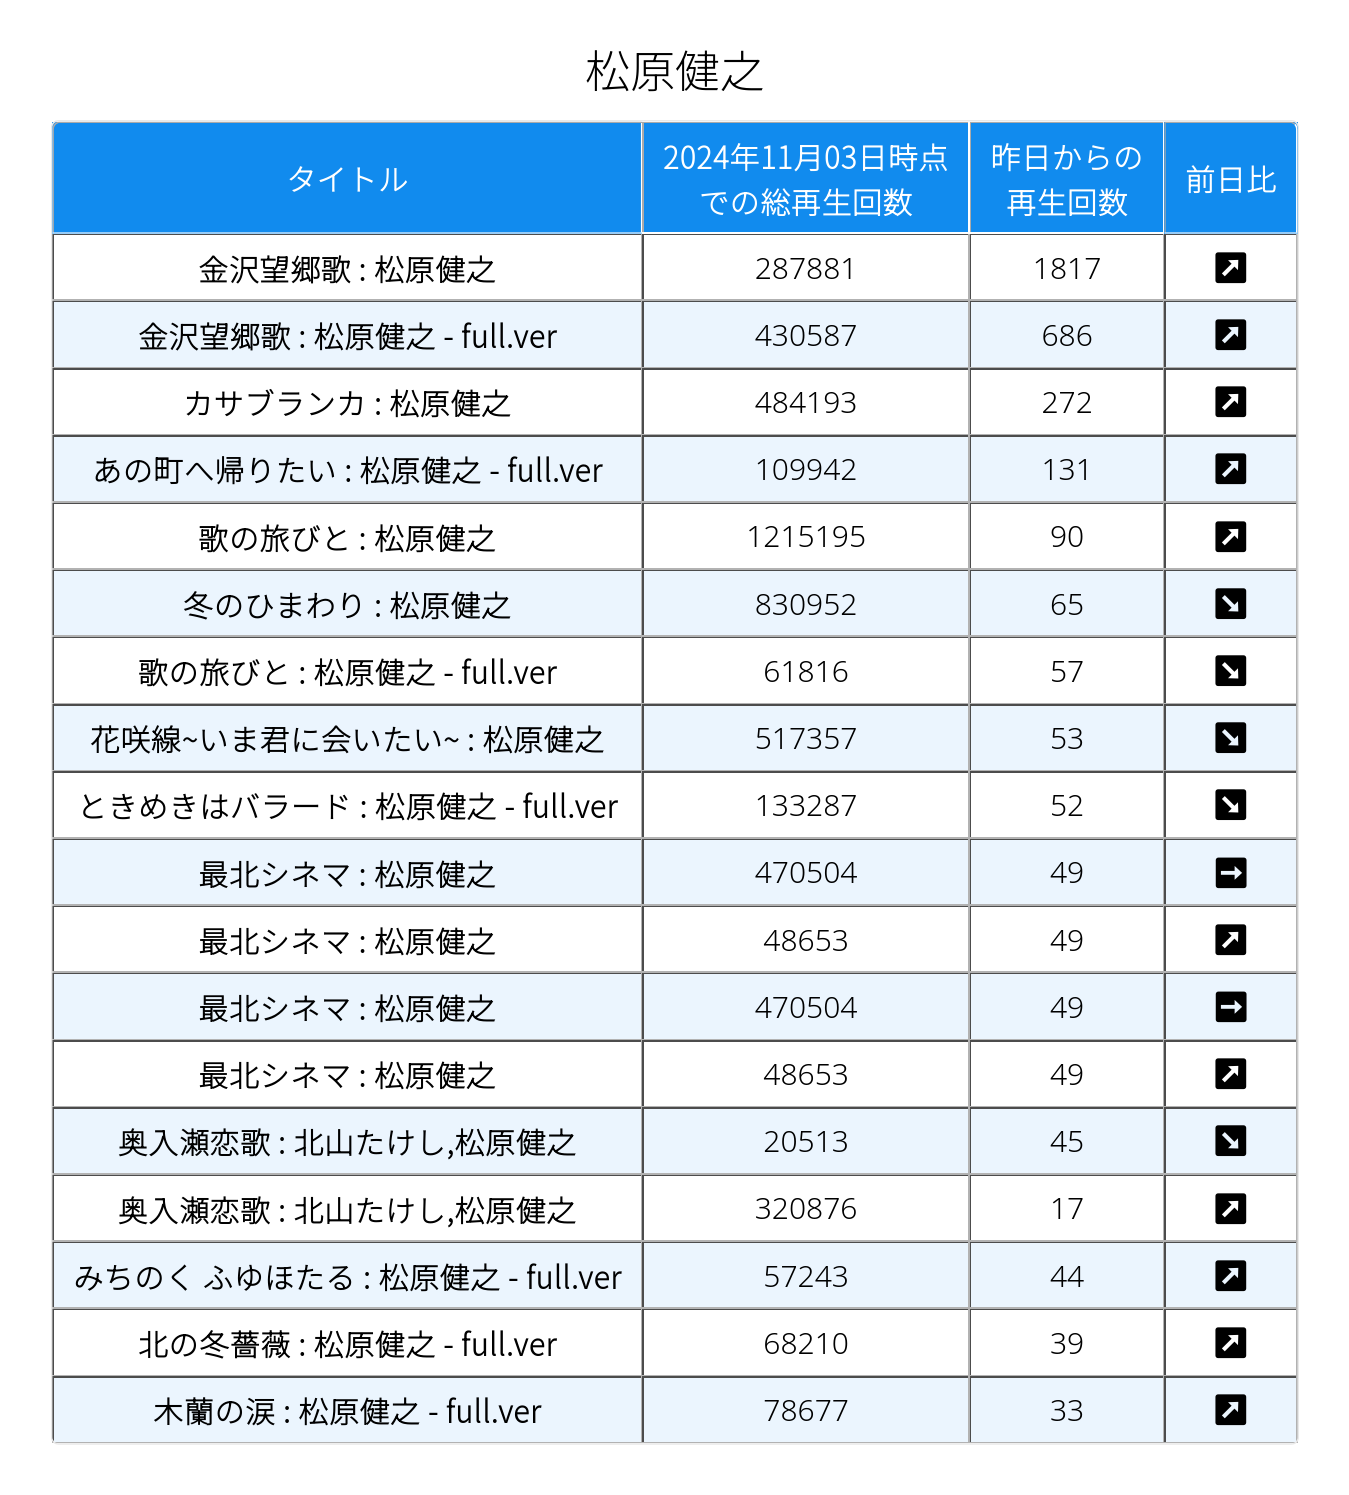 松原健之
タイトル 2024年11月03日時点での総再生回数 昨日からの再生回数 前日比
金沢望郷歌 : 松原健之 287881 1817 ↗
金沢望郷歌 : 松原健之 - full.ver 430587 686 ↗
カサブランカ : 松原健之 484193 272 ↗
あの町へ帰りたい : 松原健之 - full.ver 109942 131 ↗
歌の旅びと : 松原健之 1215195 90 ↗
冬のひまわり : 松原健之 830952 65 ↘
歌の旅びと : 松原健之 - full.ver 61816 57 ↘
花咲線~いま君に会いたい~ : 松原健之 517357 53 ↘
ときめきはバラード : 松原健之 - full.ver 133287 52 ↘
最北シネマ : 松原健之 470504 49 →
最北シネマ : 松原健之 48653 49 ↗
最北シネマ : 松原健之 470504 49 →
最北シネマ : 松原健之 48653 49 ↗
奥入瀬恋歌 : 北山たけし,松原健之 20513 45 ↘
奥入瀬恋歌 : 北山たけし,松原健之 320876 17 ↗
みちのく ふゆほたる : 松原健之 - full.ver 57243 44 ↗
北の冬薔薇 : 松原健之 - full.ver 68210 39 ↗
木蘭の涙 : 松原健之 - full.ver 78677 33 ↗